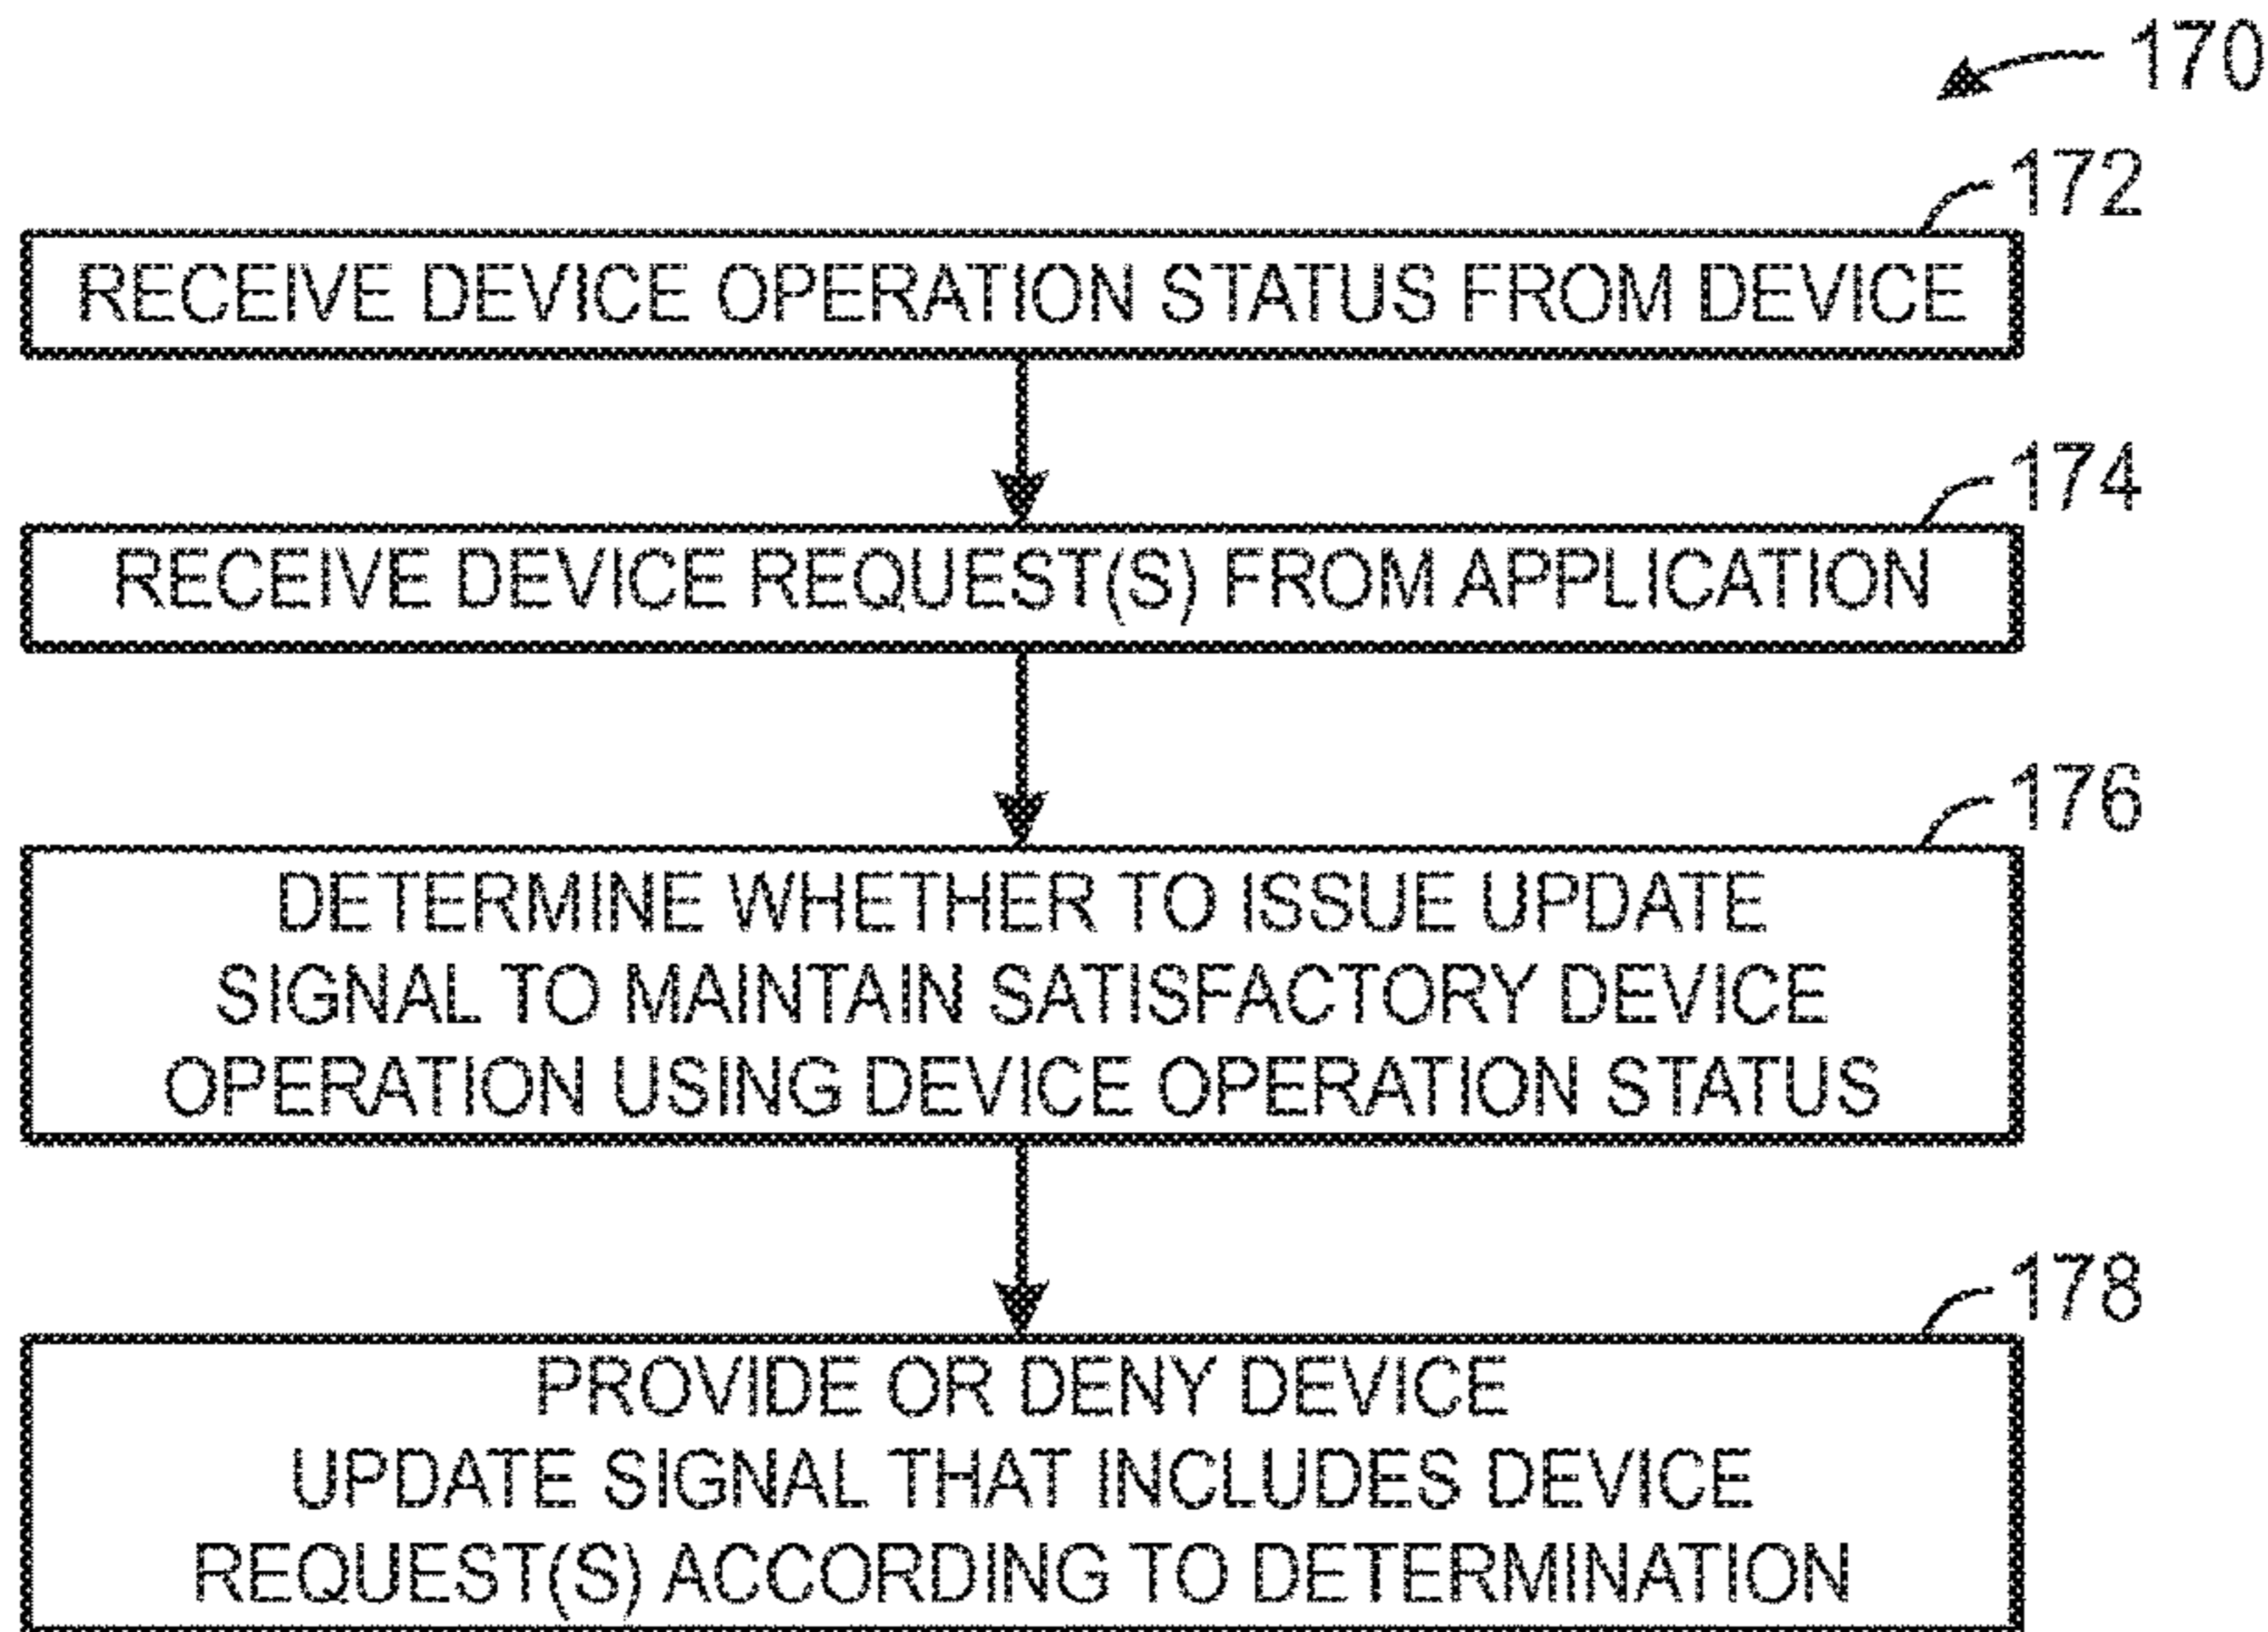 170
172
RECEIVE DEVICE OPERATION STATUS FROM DEVICE
174
RECEIVE DEVICE REQUEST(S) FROM APPLICATION
176
DETERMINE WHETHER TO ISSUE UPDATE
SIGNAL TO MAINTAIN SATISFACTORY DEVICE
OPERATION USING DEVICE OPERATION STATUS
178
PROVIDE OR DENY DEVICE
UPDATE SIGNAL THAT INCLUDES DEVICE
REQUEST(S) ACCORDING TO DETERMINATION